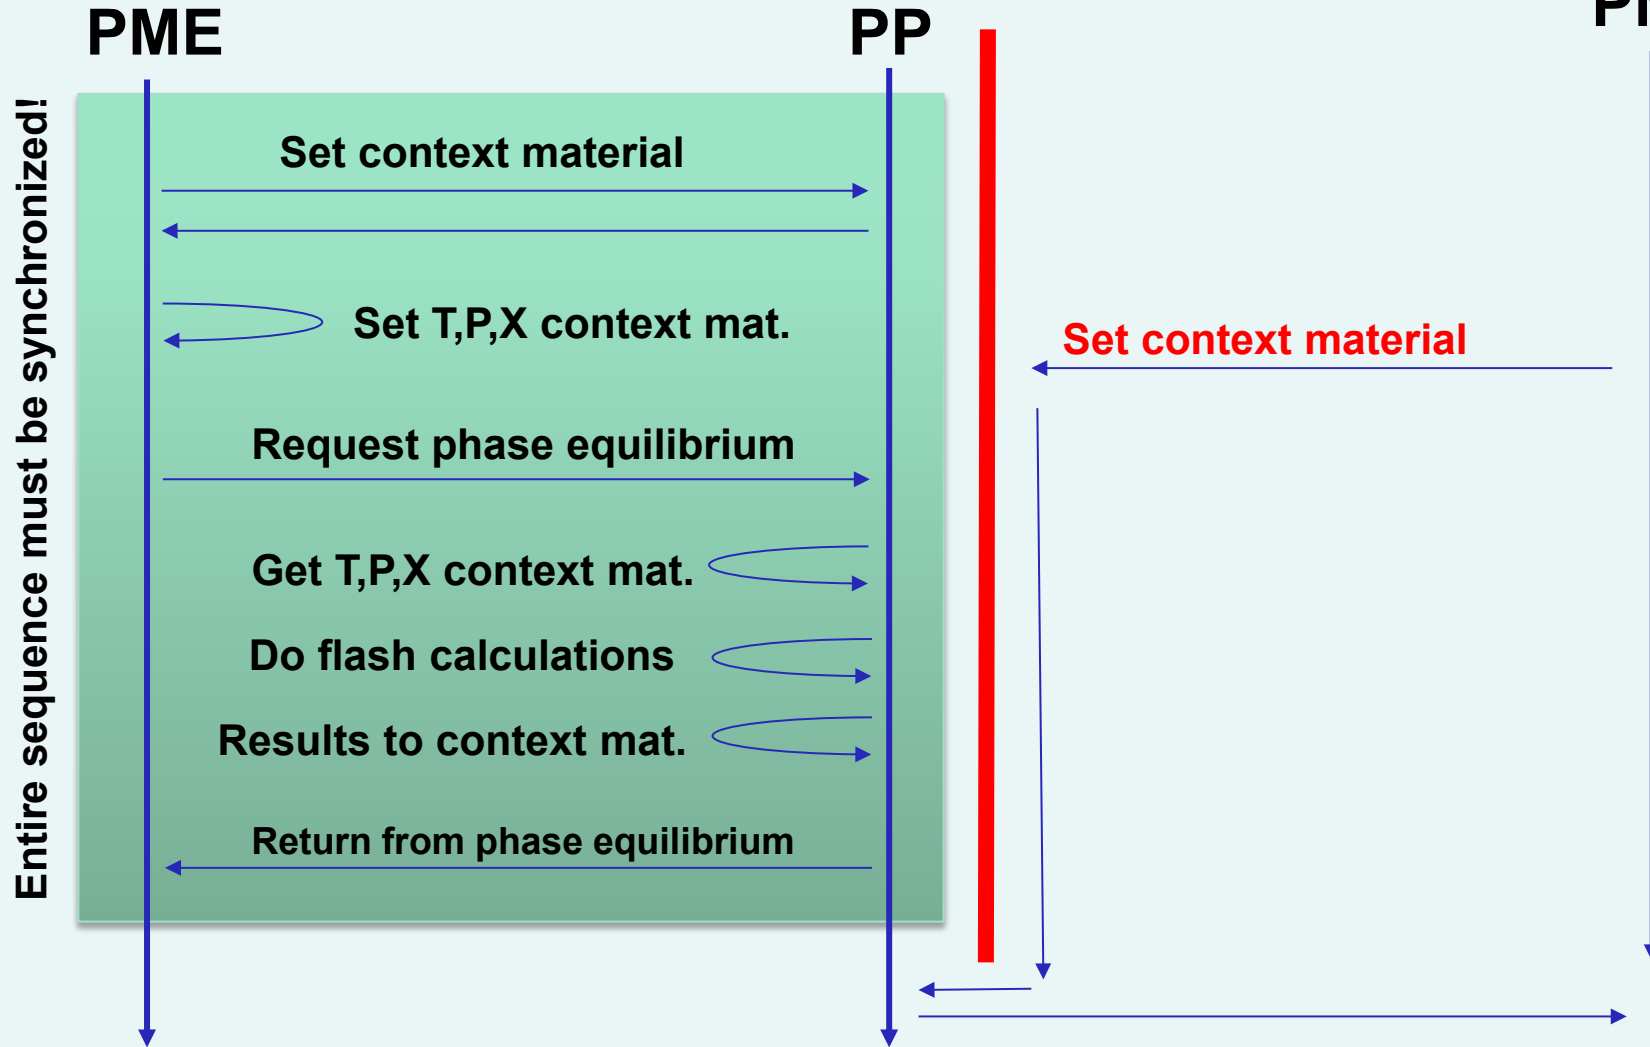 PME
PP
Entire sequence must be synchronized!
Set context material
Set T,P,X context mat.
Set context material
Request phase equilibrium
Get T,P,X context mat.
Do flash calculations
Results to context mat.
Return from phase equilibrium